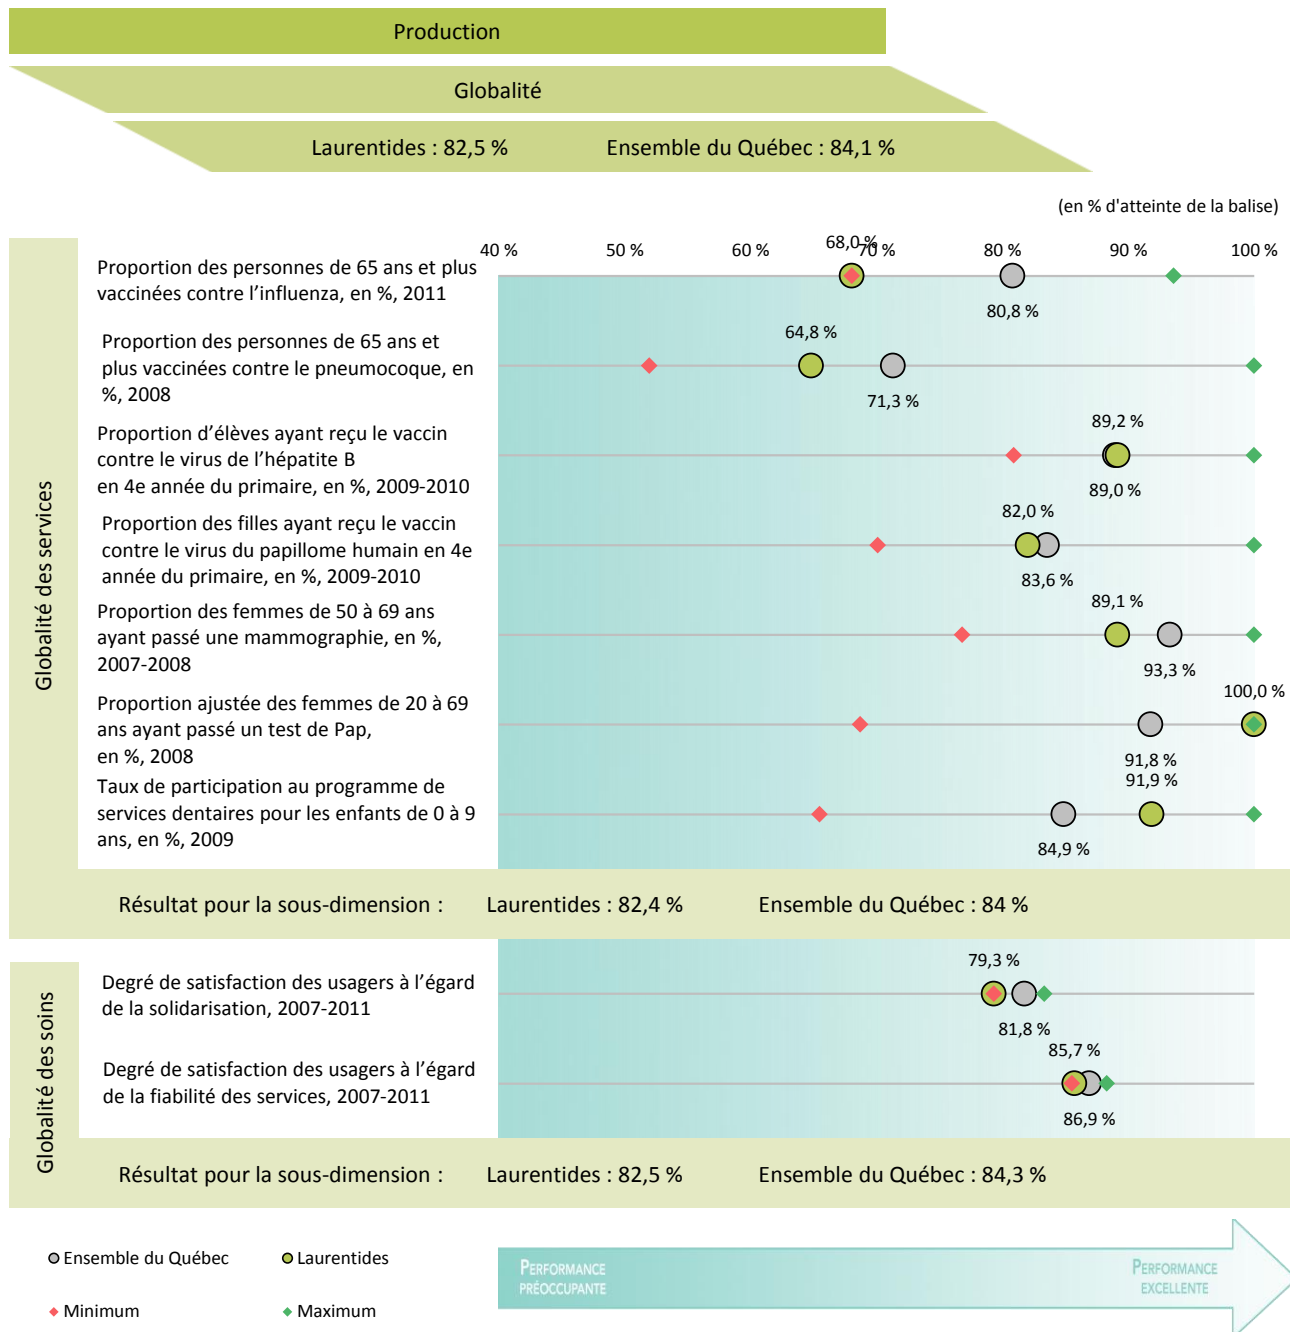 Production
Globalité
Laurentides : 82,5 % Ensemble du Québec : 84,1 %
(en % d'atteinte de la balise)
40 % 50 % 60 % 70 % 80 % 90 % 100 %
Globalité des services
Proportion des personnes de 65 ans et plus
vaccinées contre l’influenza, en %, 2011
68,0 %
80,8 %
Proportion des personnes de 65 ans et
plus vaccinées contre le pneumocoque, en
%, 2008
64,8 %
71,3 %
Proportion d’élèves ayant reçu le vaccin
contre le virus de l’hépatite B
en 4e année du primaire, en %, 2009-2010
89,2 %
89,0 %
Proportion des filles ayant reçu le vaccin
contre le virus du papillome humain en 4e
année du primaire, en %, 2009-2010
82,0 %
83,6 %
Proportion des femmes de 50 à 69 ans
ayant passé une mammographie, en %,
2007-2008
89,1 %
93,3 %
Proportion ajustée des femmes de 20 à 69
ans ayant passé un test de Pap,
en %, 2008
100,0 %
91,8 %
Taux de participation au programme de
services dentaires pour les enfants de 0 à 9
ans, en %, 2009
91,9 %
84,9 %
Résultat pour la sous-dimension : Laurentides : 82,4 % Ensemble du Québec : 84 %
Globalité des soins
Degré de satisfaction des usagers à l’égard
de la solidarisation, 2007-2011
79,3 %
81,8 %
Degré de satisfaction des usagers à l’égard
de la fiabilité des services, 2007-2011
85,7 %
86,9 %
Résultat pour la sous-dimension : Laurentides : 82,5 % Ensemble du Québec : 84,3 %
Ensemble du Québec Laurentides
Minimum Maximum
PERFORMANCE
PRÉOCCUPANTE
PERFORMANCE
EXCELLENTE